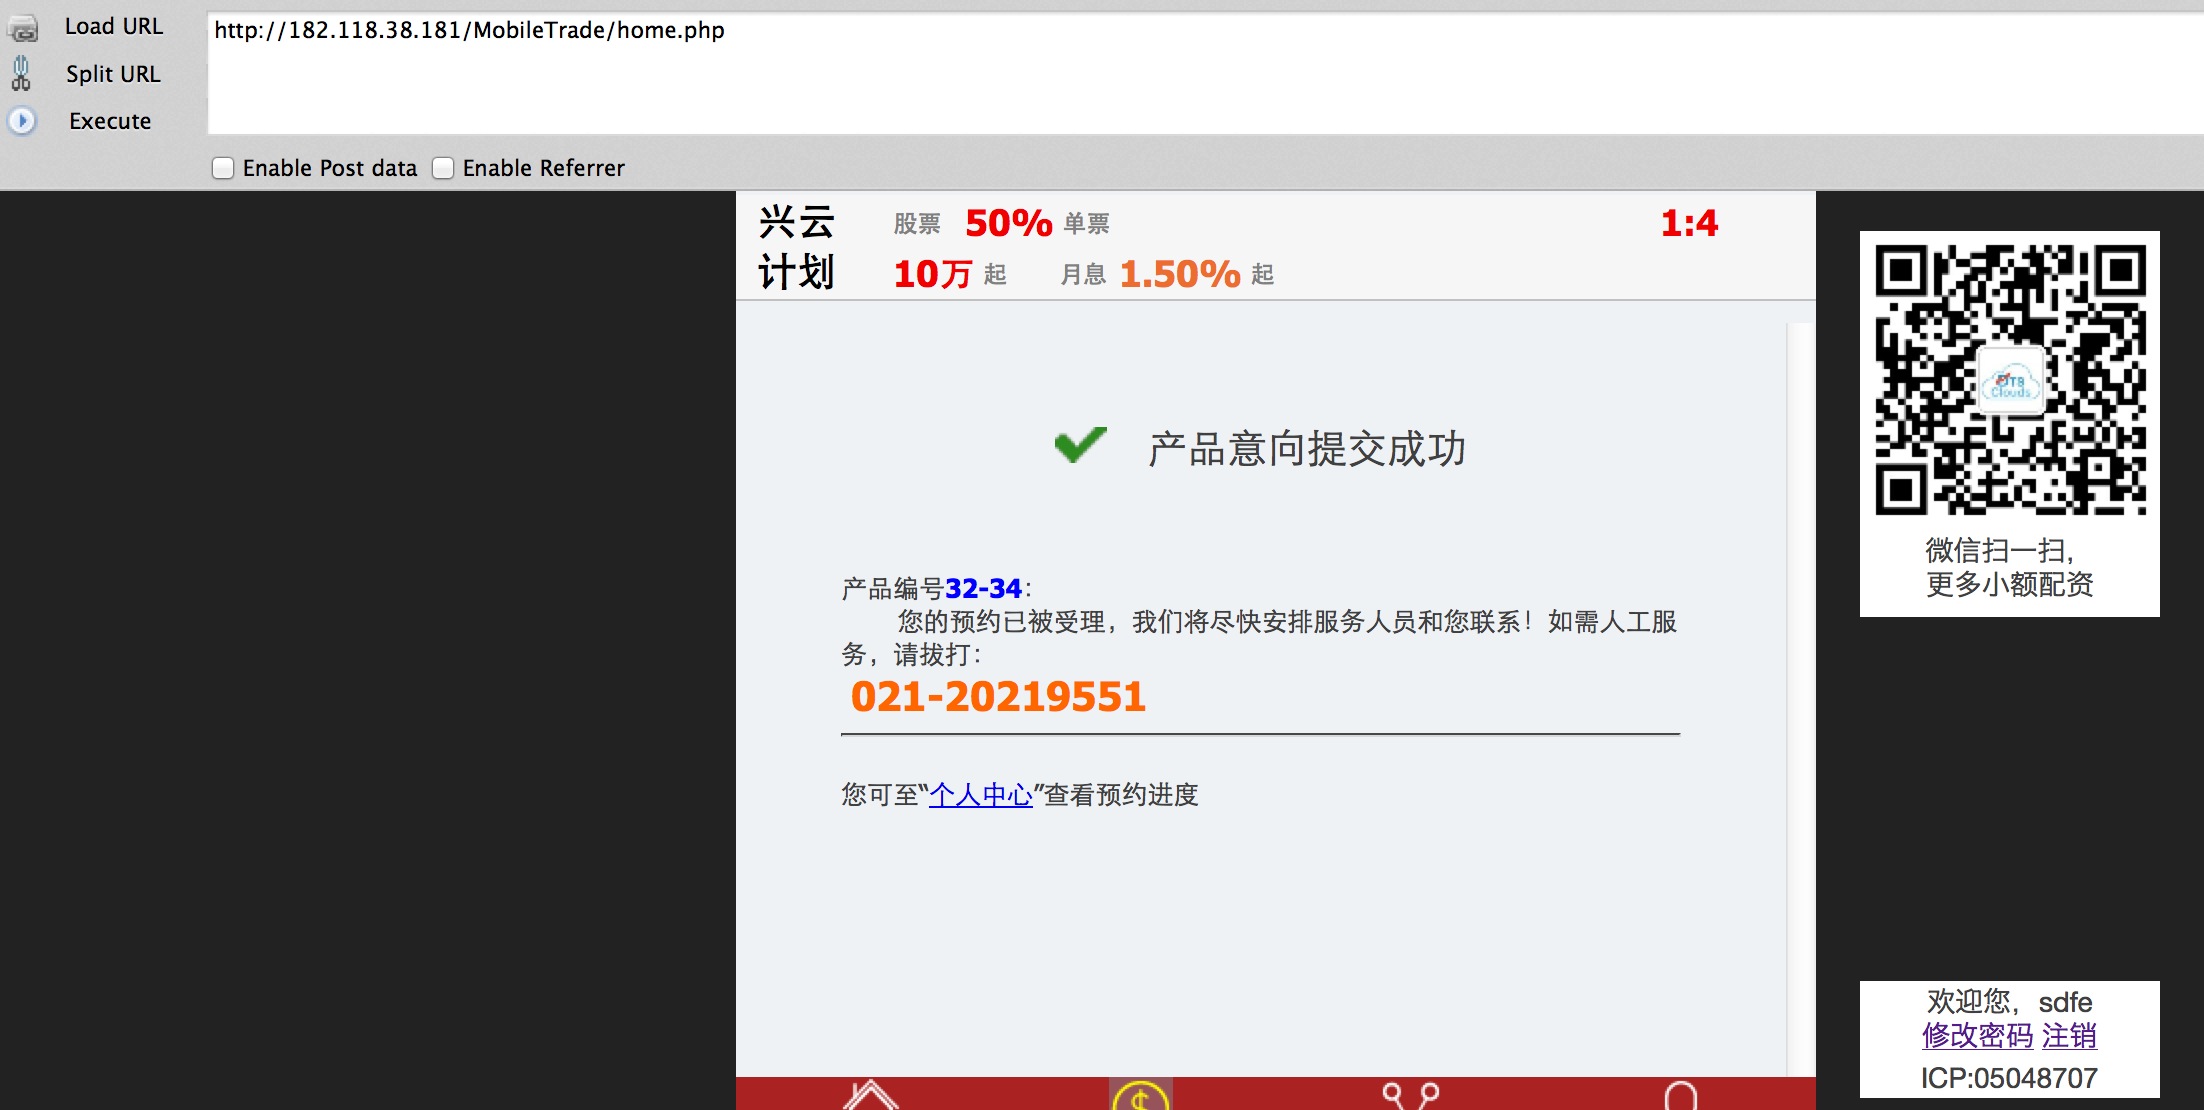 Load URL
http://182.118.38.181/MobileTrade/home.php
Split URL
Execute
Enable Post data Enable Referrer
兴云 股票 50% 单票 1:4
计划 10万 起 月息 1.50% 起
产品意向提交成功
产品编号32-34：
您的预约已被受理，我们将尽快安排服务人员和您联系！如需人工服
务，请拔打：
021-20219551
您可至“个人中心”查看预约进度
TB
Clouds
微信扫一扫，
更多小额配资
欢迎您，sdfe
修改密码 注销
ICP:05048707